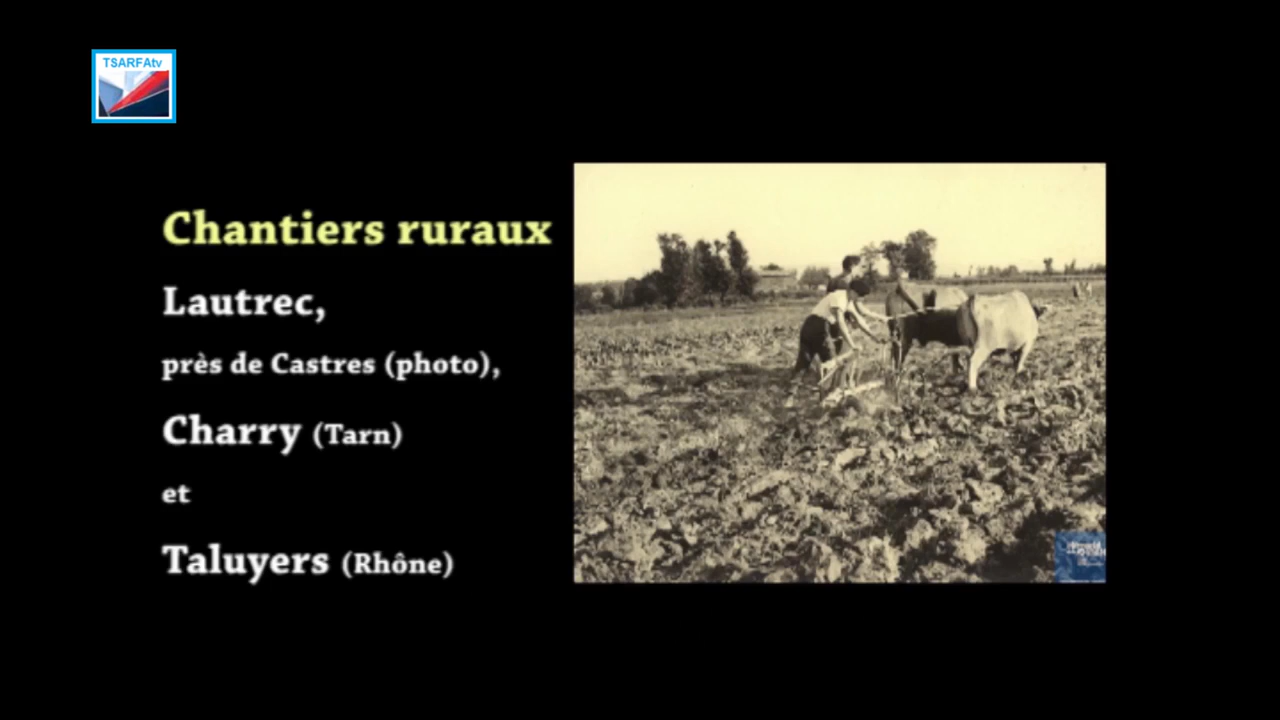 TSARFAtv
Chantiers ruraux
Lautrec,
près de Castres (photo),
Charry (Tarn)
et
Taluyers (Rhône)